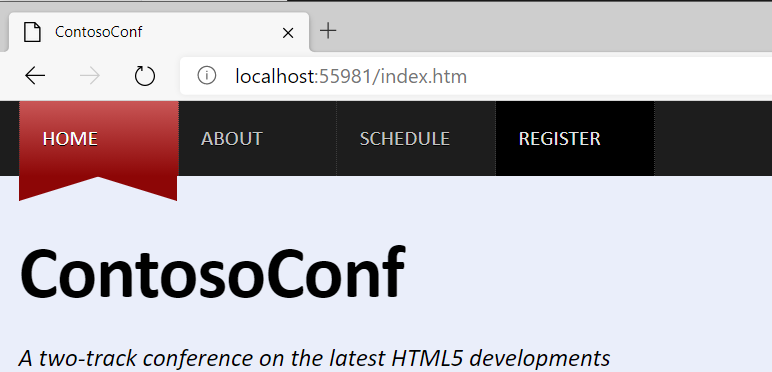 ContosoConf
localhost:55981/index.htm
HOME ABOUT SCHEDULE REGISTER
ContosoConf
A two-track conference on the latest HTML5 developments